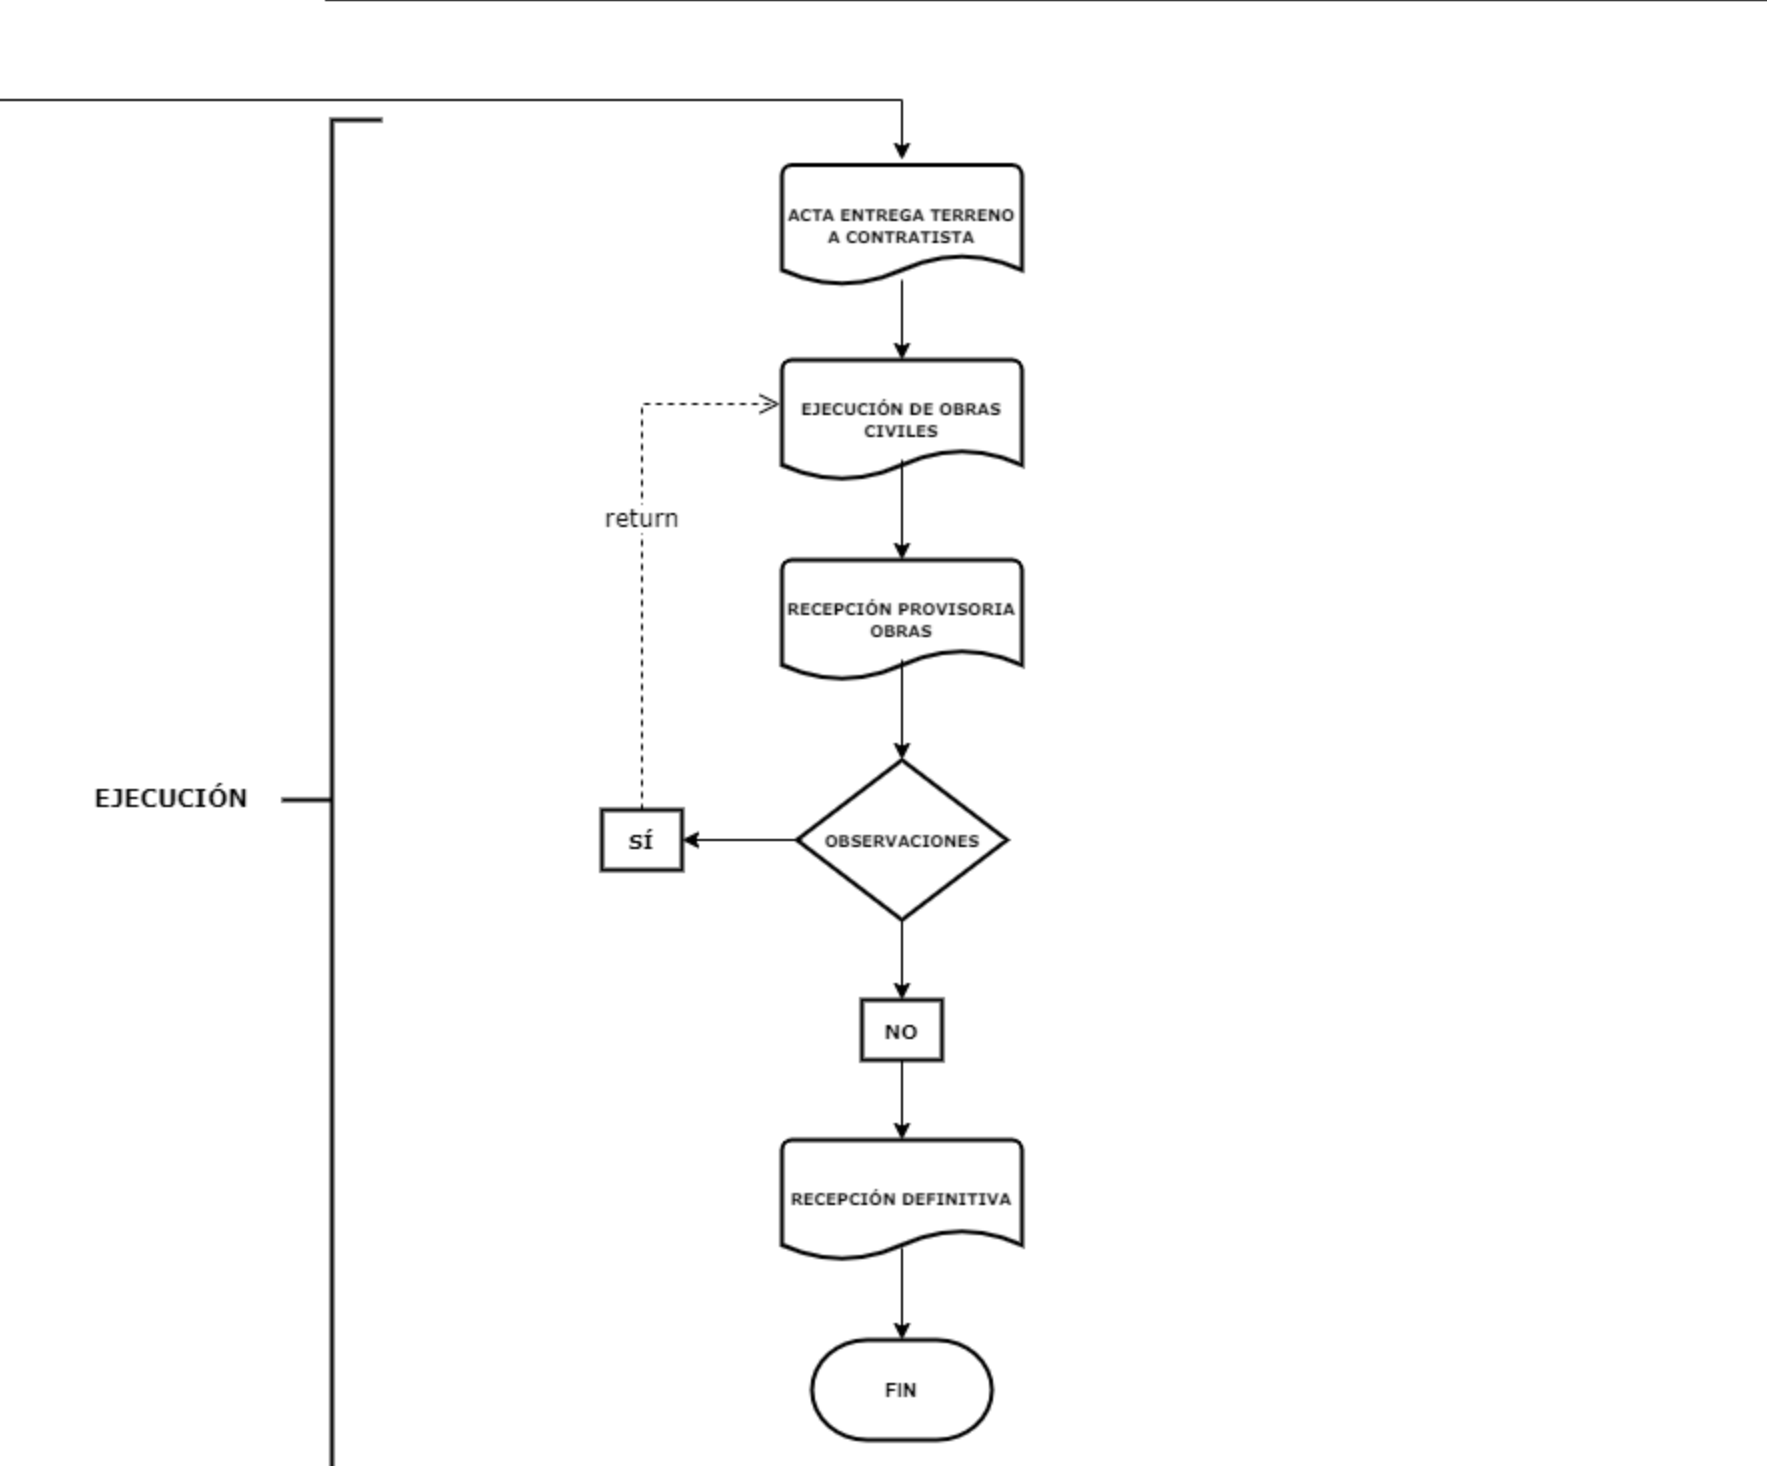 ACTA ENTREGA TERRENO
A CONTRATISTA
EJECUCIÓN DE OBRAS
CIVILES
return
RECEPCIÓN PROVISORIA
OBRAS
EJECUCIÓN
SÍ
OBSERVACIONES
NO
RECEPCIÓN DEFINITIVA
FIN